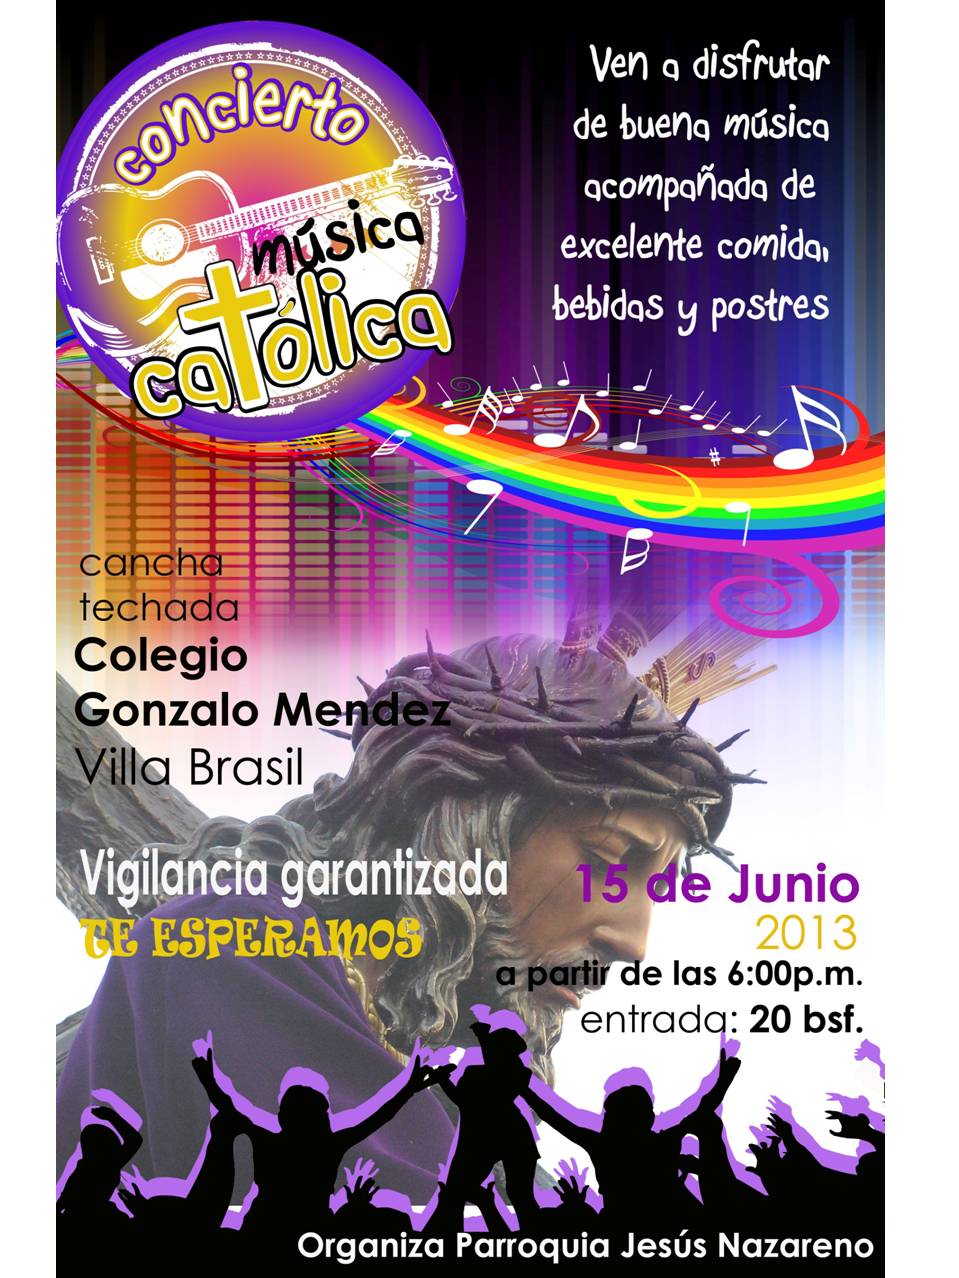 concierto
música
católica
Ven a disfrutar
de buena música
acompañada de
excelente comida,
bebidas y postres
cancha
techada
Colegio
Gonzalo Mendez
Villa Brasil
Vigilancia garantizada
TE ESPERAMOS
15 de Junio
2013
a partir de las 6:00p.m.
entrada: 20 bsf.
Organiza Parroquia Jesús Nazareno